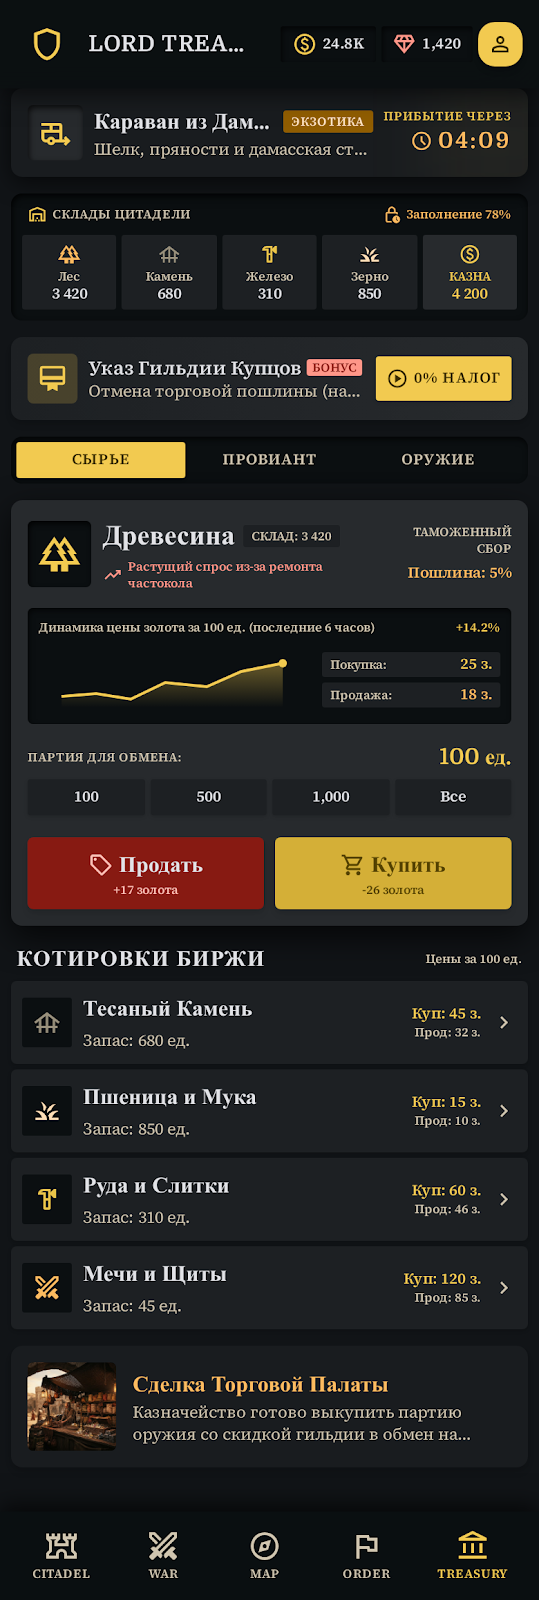 LORD TREA...
24.8K
1,420
Караван из Дам...
ЭКЗОТИКА
Шелк, пряности и дамасская ст...
ПРИБЫТИЕ ЧЕРЕЗ
04:09
СКЛАДЫ ЦИТАДЕЛИ
Заполнение 78%
Лес
3 420
Камень
680
Железо
310
Зерно
850
КАЗНА
4 200
Указ Гильдии Купцов
БОНУС
Отмена торговой пошлины (на...
0% НАЛОГ
СЫРЬЕ
ПРОВИАНТ
ОРУЖИЕ
Древесина
СКЛАД: 3 420
Растущий спрос из-за ремонта
частокола
ТАМОЖЕННЫЙ
СБОР
Пошлина: 5%
Динамика цены золота за 100 ед. (последние 6 часов)
+14.2%
Покупка:
25 з.
Продажа:
18 з.
ПАРТИЯ ДЛЯ ОБМЕНА:
100 ед.
100
500
1,000
Все
Продать
+17 золота
Купить
-26 золота
КОТИРОВКИ БИРЖИ
Цены за 100 ед.
Тесаный Камень
Запас: 680 ед.
Куп: 45 з.
Прод: 32 з.
Пшеница и Мука
Запас: 850 ед.
Куп: 15 з.
Прод: 10 з.
Руда и Слитки
Запас: 310 ед.
Куп: 60 з.
Прод: 46 з.
Мечи и Щиты
Запас: 45 ед.
Куп: 120 з.
Прод: 85 з.
Сделка Торговой Палаты
Казначейство готово выкупить партию
оружия со скидкой гильдии в обмен на...
CITADEL
WAR
MAP
ORDER
TREASURY